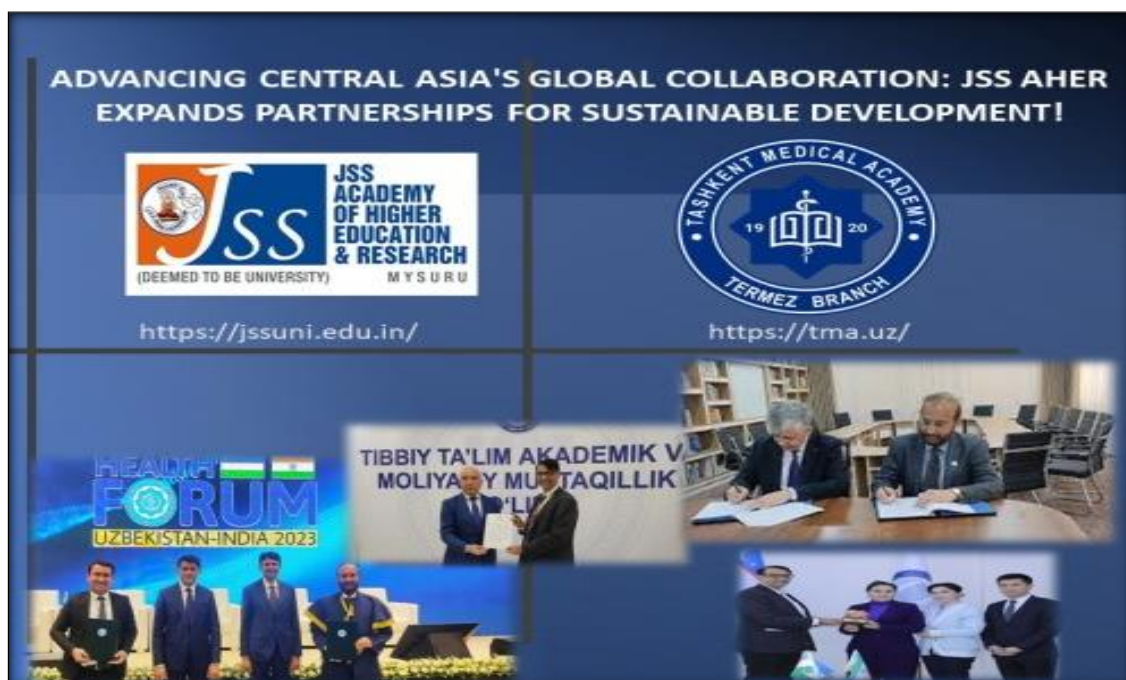 ADVANCING CENTRAL ASIA'S GLOBAL COLLABORATION: JSS AHER
EXPANDS PARTNERSHIPS FOR SUSTAINABLE DEVELOPMENT!
JSS
JSS
ACADEMY
OF HIGHER
EDUCATION
& RESEARCH
(DEEMED TO BE UNIVERSITY) MYSURU
TASHKENT MEDICAL ACADEMY
19 20
TERMEZ BRANCH
https://jssuni.edu.in/
https://tma.uz/
TIBBIY TA'LIM AKADEMIK V
MOLIYAVIY MUSTAQILLIK
HEALTH
FORUM
UZBEKISTAN-INDIA 2023